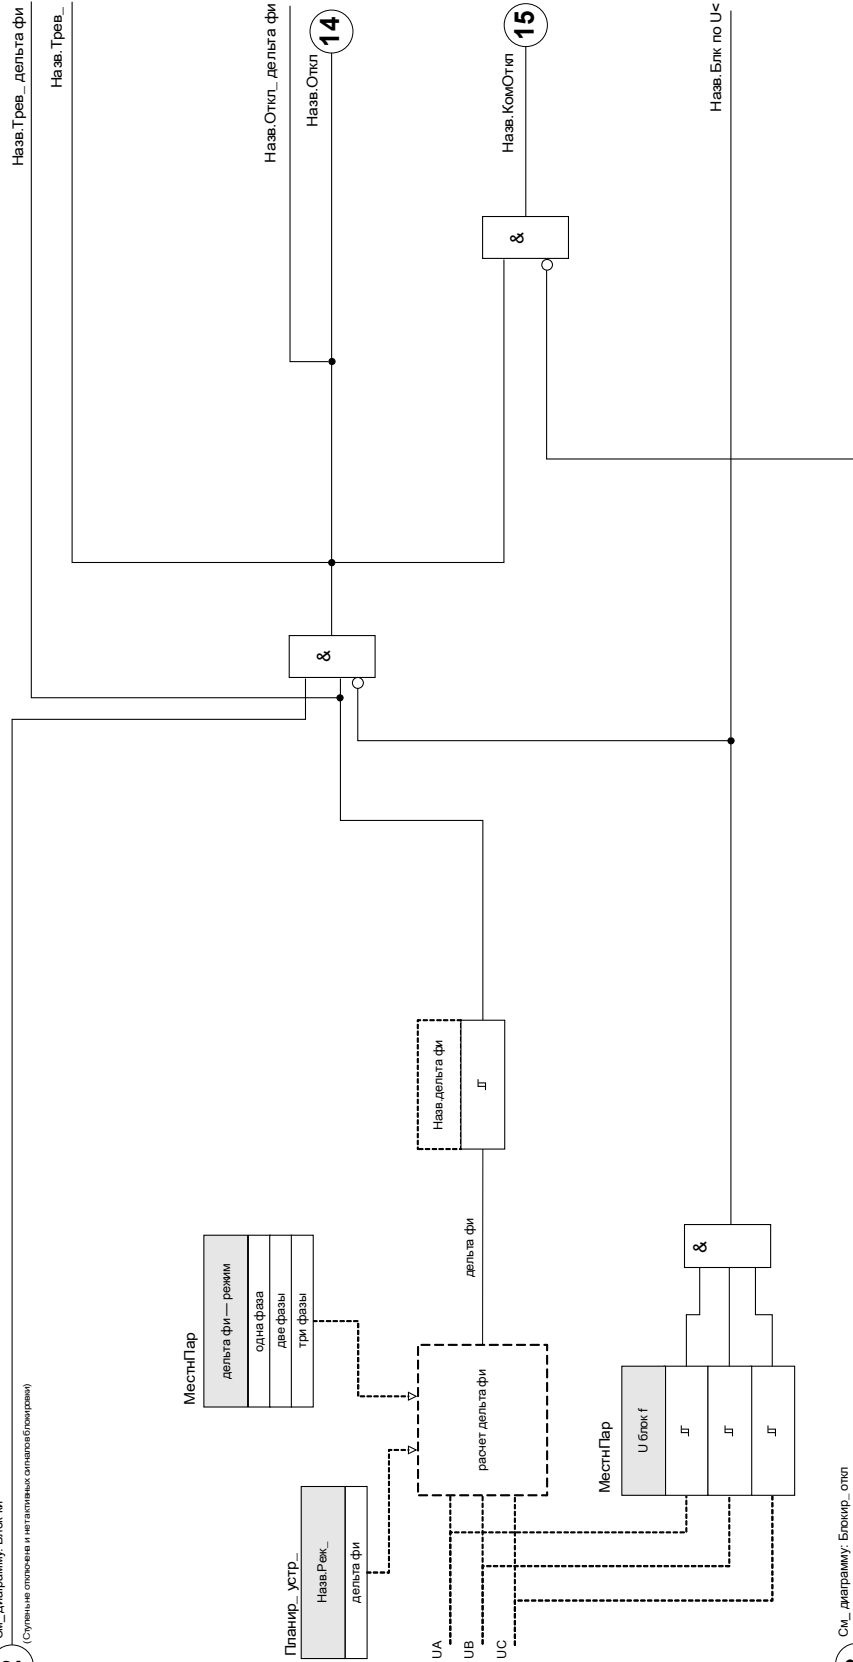 Назв.Трев_ дельта фи
Назв.Трев_
Назв.Откл_ дельта фи
Назв.Откл
14
Назв.КомОткл
15
Назв.Блк по U<
&
&
(Ступень не отключена и нет активных сигналов блокировки)
МестнПар
дельта фи — режим
одна фаза
две фазы
три фазы
Планир_ устр_
Назв.Реж_
дельта фи
расчет дельта фи
дельта фи
Назв.дельта фи
МестнПар
U блок f
&
UA
UB
UC
См_ диаграмму: Блокир_ откл